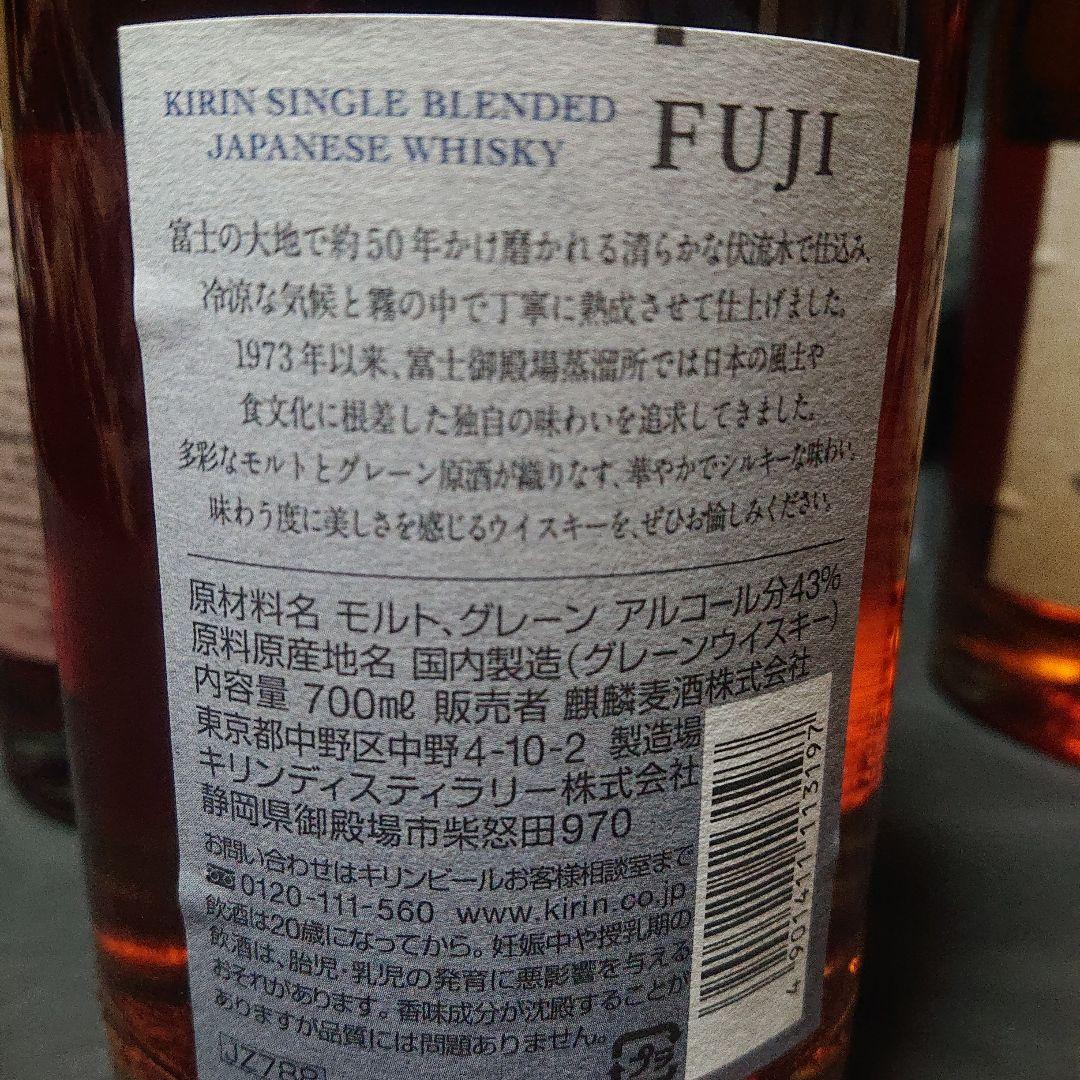 KIRIN SINGLE BLENDED
JAPANESE WHISKY
FUJI
富士の大地で約50年かけ磨かれる清らかな伏流水で仕込み、
冷涼な気候と霧の中で丁寧に熟成させて仕上げました。
1973年以来、富士御殿場蒸溜所では日本の風土や
食文化に根差した独自の味わいを追求してきました。
多彩なモルトとグレーン原酒が織りなす、華やかでシルキーな味わい。
味わう度に美しさを感じるウイスキーを、ぜひお愉しみください。
原材料名 モルト、グレーン アルコール分43%
原料原産地名 国内製造(グレーンウイスキー)
内容量 700mℓ 販売者 麒麟麦酒株式会社
東京都中野区中野4-10-2 製造場
キリンディスティラリー株式会社
静岡県御殿場市柴怒田970
お問い合わせはキリンビールお客様相談室まで
0120-111-560 www.kirin.co.jp
飲酒は20歳になってから。妊娠中や授乳期の
飲酒は、胎児・乳児の発育に悪影響を与える
おそれがあります。香味成分が沈殿することが
ありますが品質には問題ありません。
JZ788
4 901411 113197